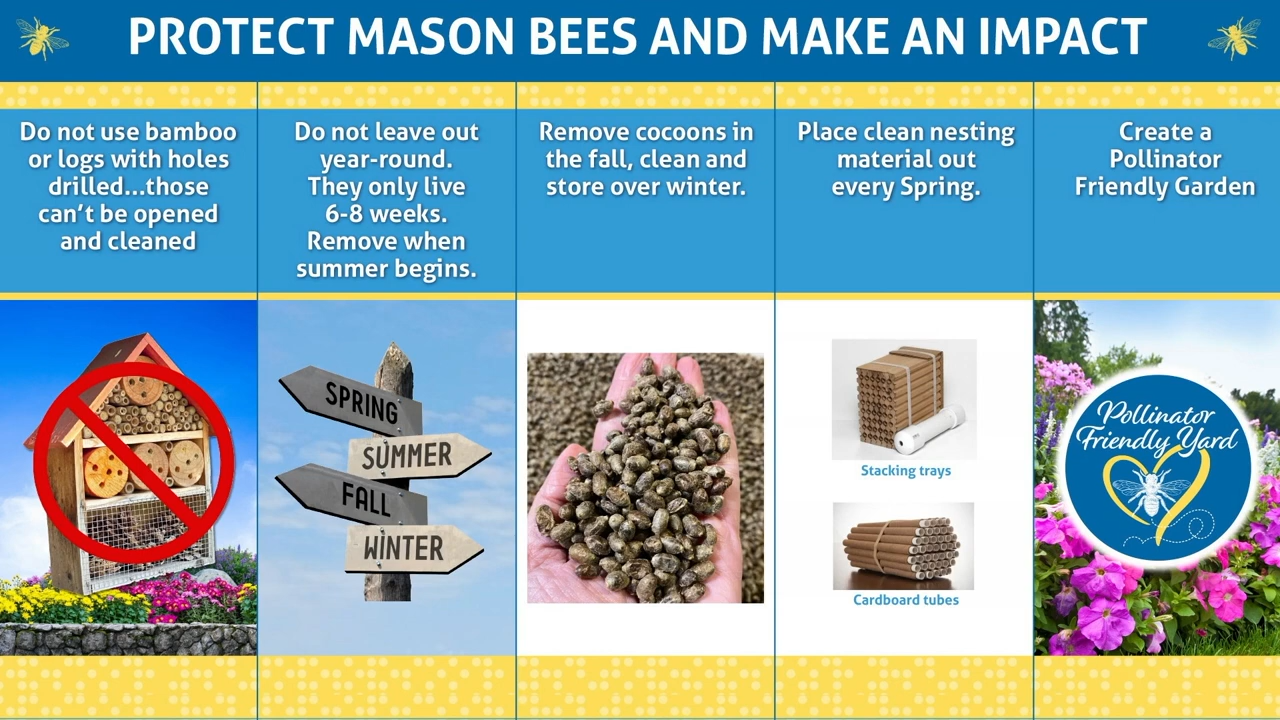 PROTECT MASON BEES AND MAKE AN IMPACT
Do not use bamboo
or logs with holes
drilled...those
can't be opened
and cleaned
Do not leave out
year-round.
They only live
6-8 weeks.
Remove when
summer begins.
Remove cocoons in
the fall, clean and
store over winter.
Place clean nesting
material out
every Spring.
Create a
Pollinator
Friendly Garden
SPRING
SUMMER
FALL
WINTER
Stacking trays
Cardboard tubes
Pollinator
Friendly Yard